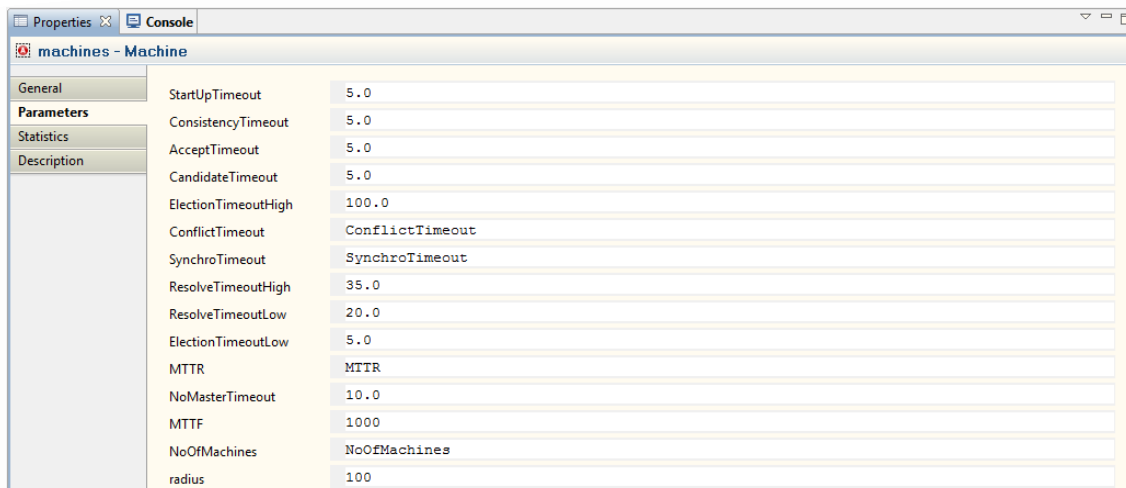 Properties Console
machines - Machine
General
Parameters
Statistics
Description
StartUpTimeout 5.0
ConsistencyTimeout 5.0
AcceptTimeout 5.0
CandidateTimeout 5.0
ElectionTimeoutHigh 100.0
ConflictTimeout ConflictTimeout
SynchroTimeout SynchroTimeout
ResolveTimeoutHigh 35.0
ResolveTimeoutLow 20.0
ElectionTimeoutLow 5.0
MTTR MTTR
NoMasterTimeout 10.0
MTTF 1000
NoOfMachines NoOfMachines
radius 100